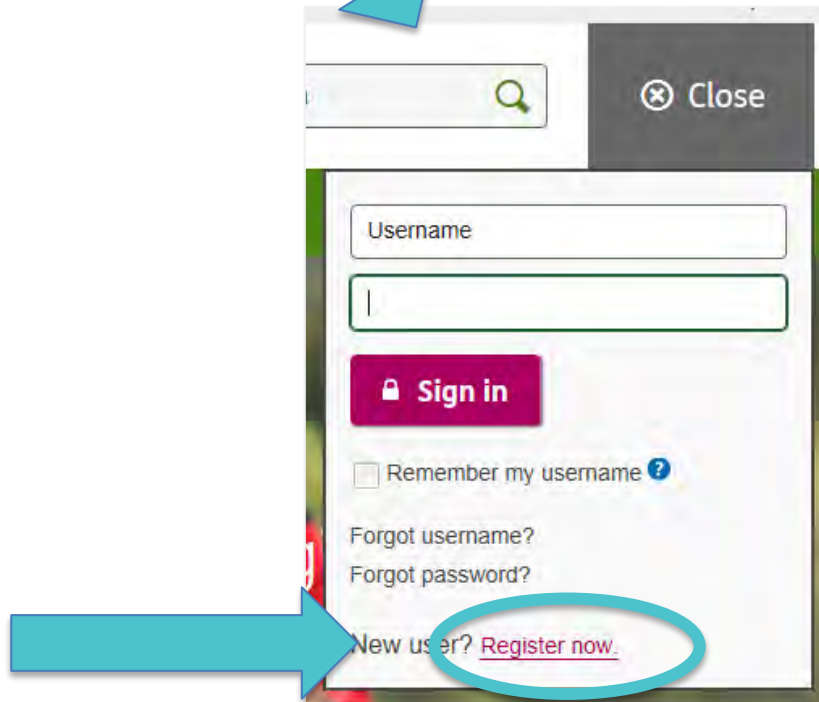 Close
Username
Sign in
Remember my username ?
Forgot username?
Forgot password?
New user? Register now.